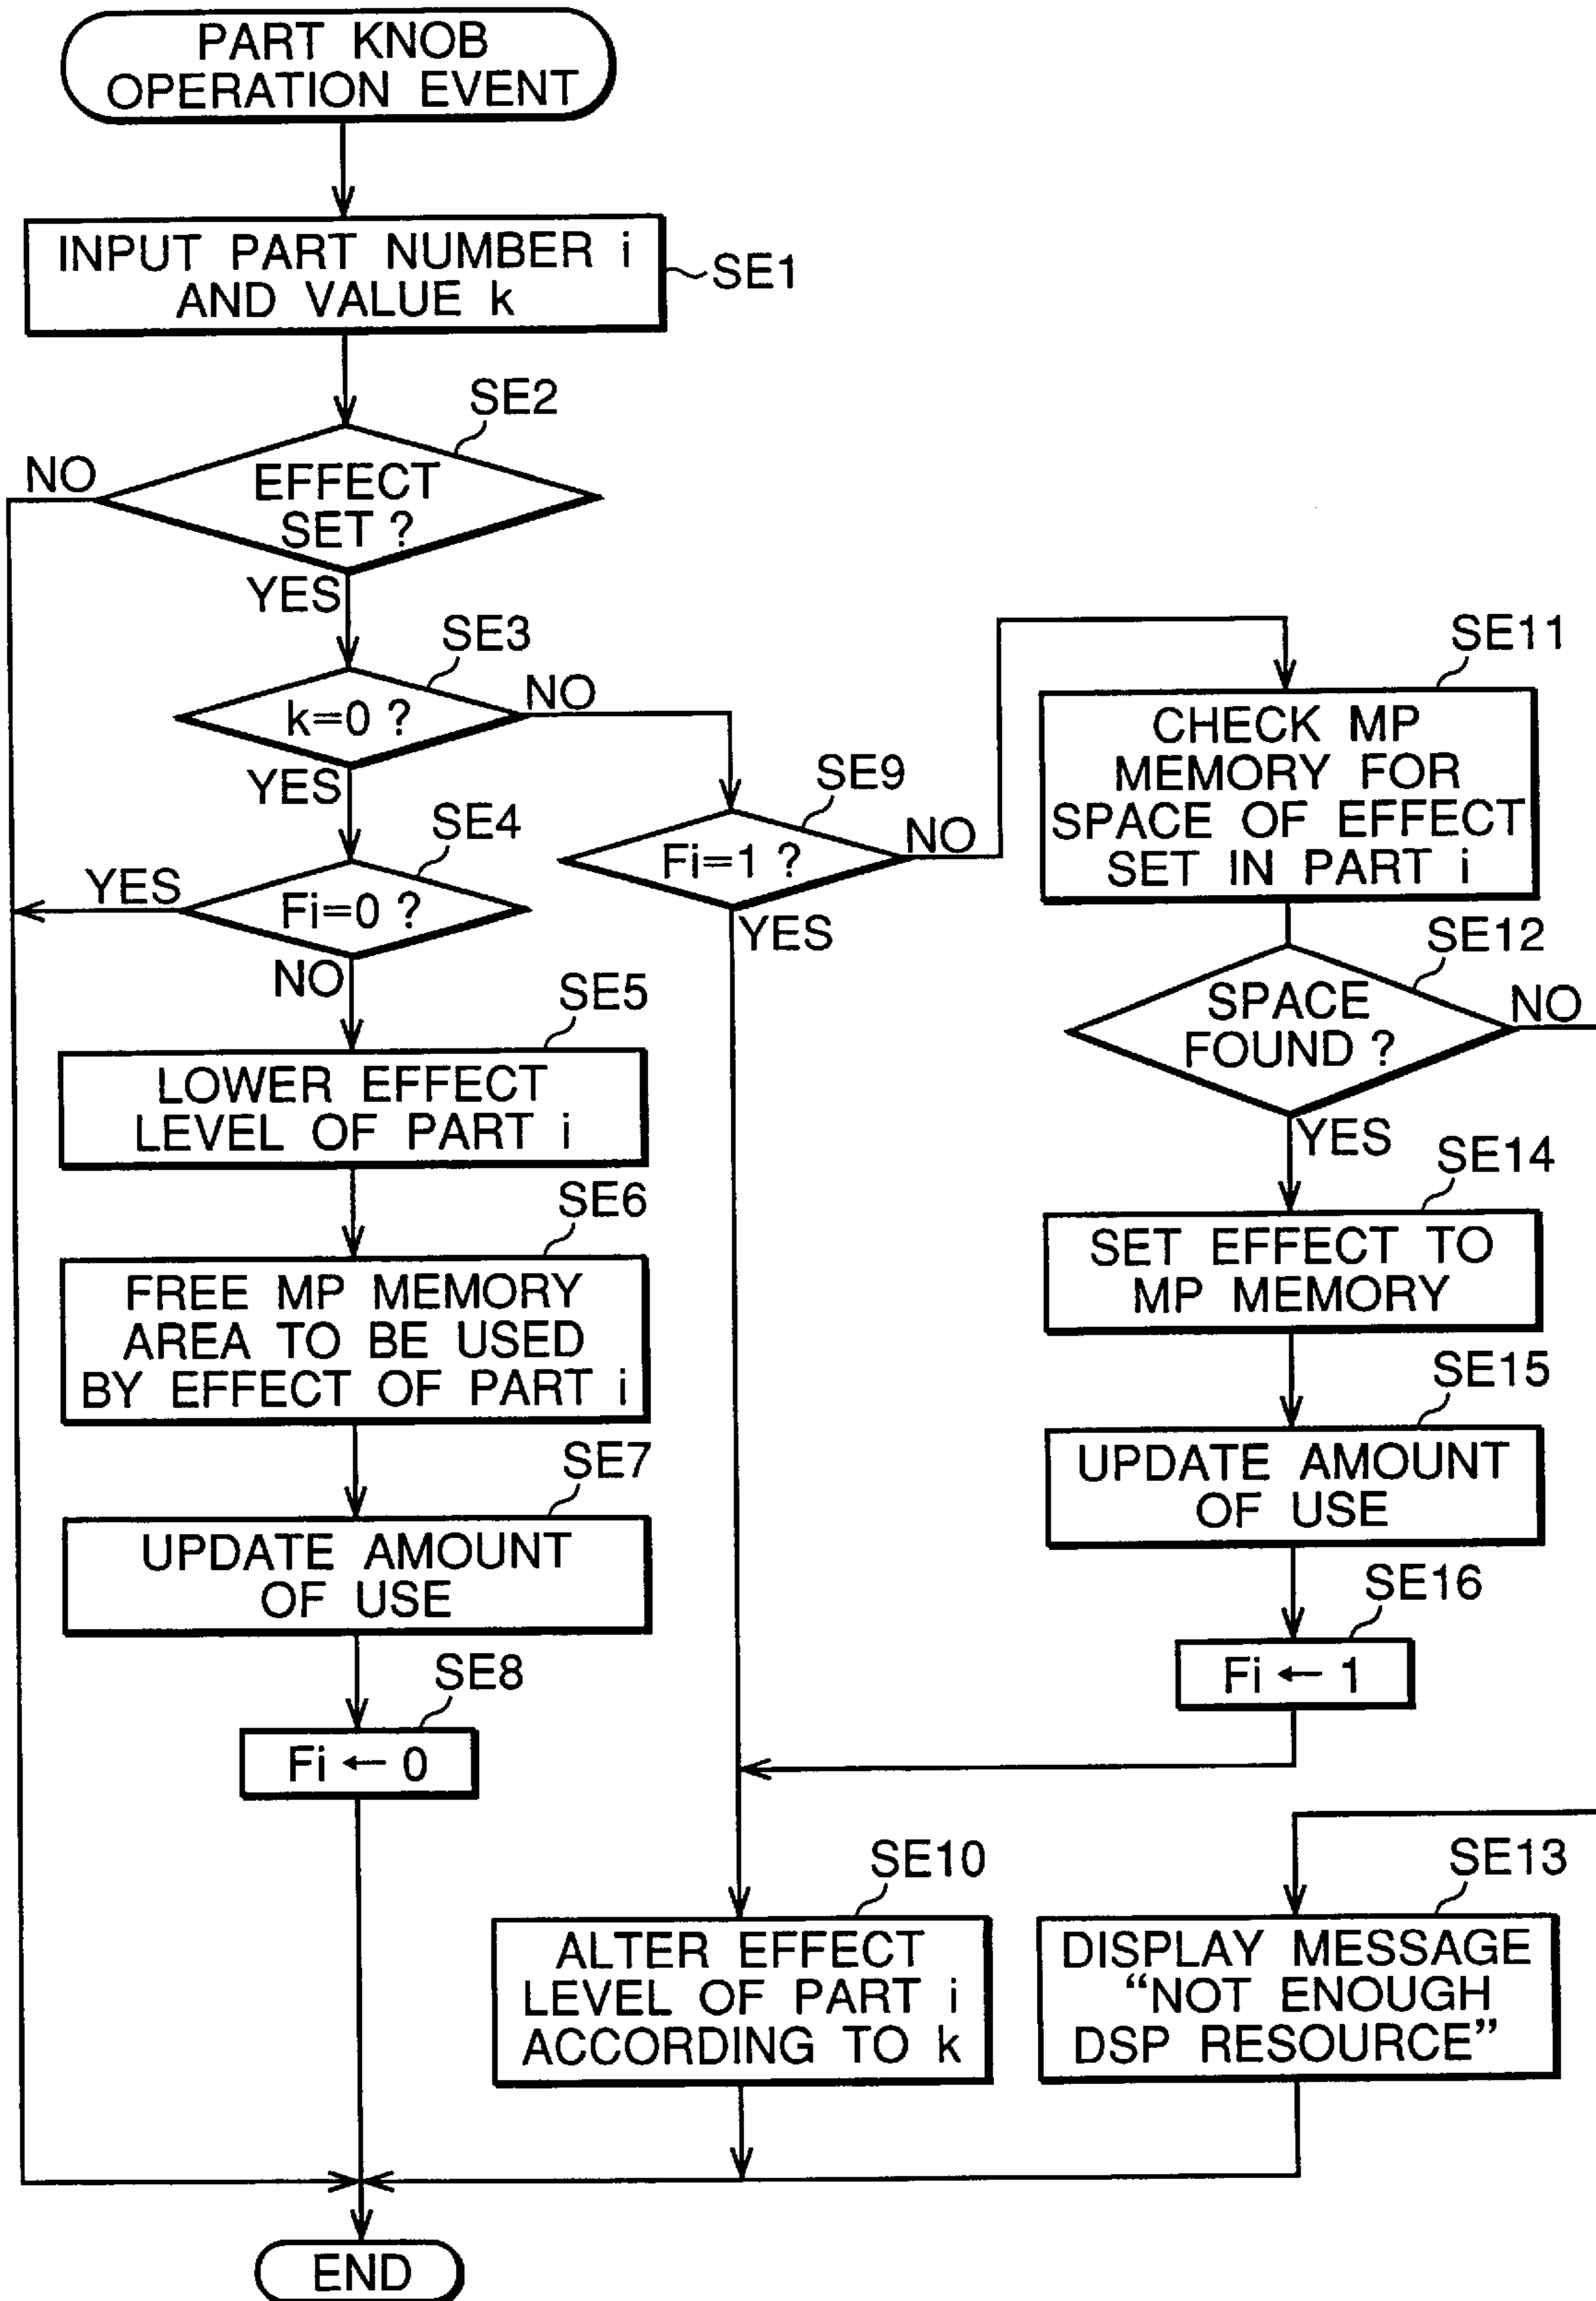 PART KNOB
OPERATION EVENT
INPUT PART NUMBER i
AND VALUE k
SE1
SE2
NO
EFFECT
SET ?
YES
SE3
k=0 ?
NO
YES
SE4
YES
Fi=0 ?
NO
SE5
LOWER EFFECT
LEVEL OF PART i
SE6
FREE MP MEMORY
AREA TO BE USED
BY EFFECT OF PART i
SE7
UPDATE AMOUNT
OF USE
SE8
Fi ← 0
SE9
Fi=1 ?
NO
YES
SE10
ALTER EFFECT
LEVEL OF PART i
ACCORDING TO k
SE11
CHECK MP
MEMORY FOR
SPACE OF EFFECT
SET IN PART i
SE12
SPACE
FOUND ?
NO
YES
SE14
SET EFFECT TO
MP MEMORY
SE15
UPDATE AMOUNT
OF USE
SE16
Fi ← 1
SE13
DISPLAY MESSAGE
“NOT ENOUGH
DSP RESOURCE”
END